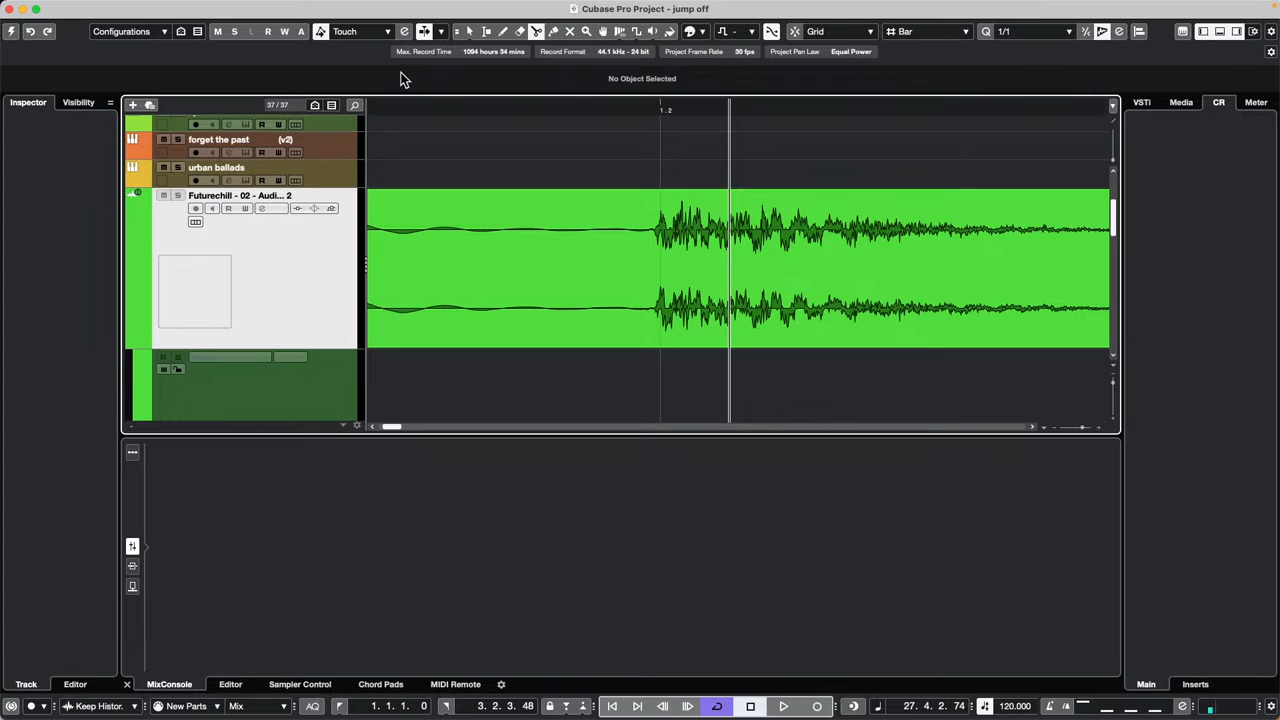 Cubase Pro Project - jump off
Configurations M S L R W A Touch Grid Bar Q 1/1
Max. Record Time 1094 hours 34 mins Record Format 44.1 kHz - 24 bit Project Frame Rate 30 fps Project Pan Law Equal Power
No Object Selected
Inspector Visibility 37 / 37 VSTi Media CR Meter
1. 2
R W
M S forget the past (v2)
R W
M S urban ballads
R W
M S Futurechill - 02 - Audi... 2
R W
Track Editor MixConsole Editor Sampler Control Chord Pads MIDI Remote Main Inserts
Keep Histor. New Parts Mix AQ 1. 1. 1. 0 3. 2. 3. 48 27. 4. 2. 74 120.000